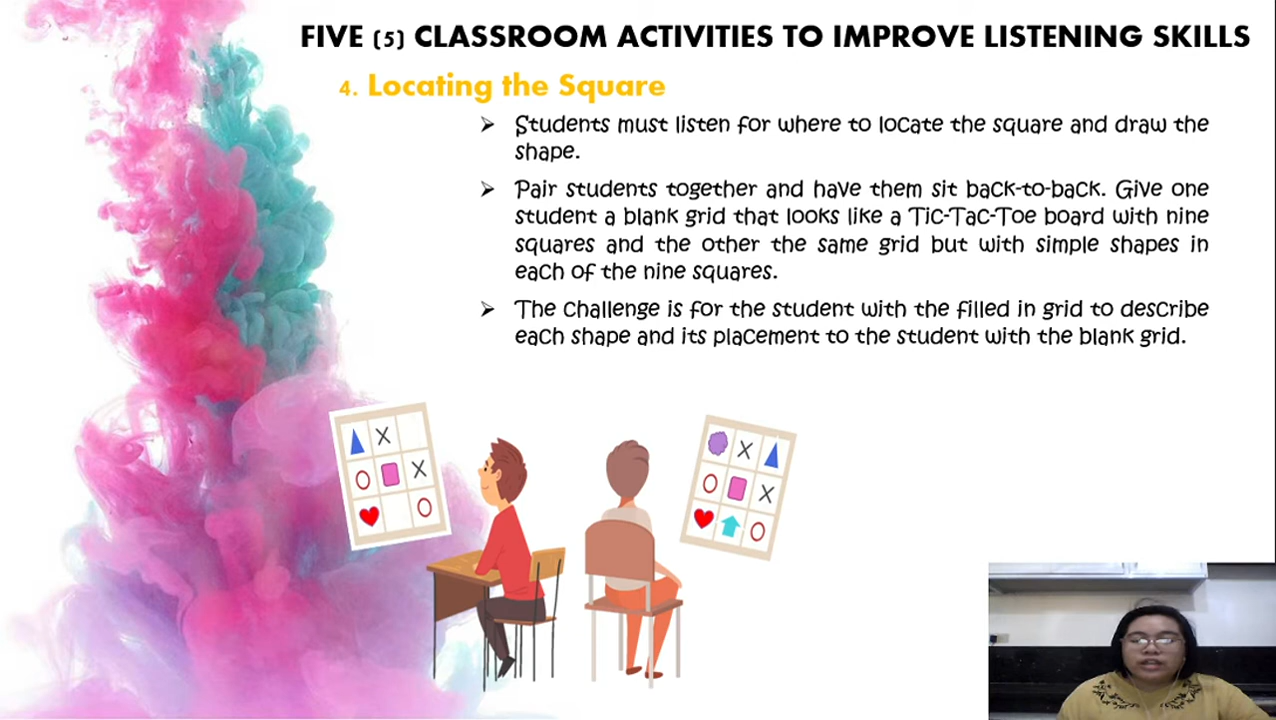 FIVE (5) CLASSROOM ACTIVITIES TO IMPROVE LISTENING SKILLS
4. Locating the Square
➢ Students must listen for where to locate the square and draw the
shape.
➢ Pair students together and have them sit back-to-back. Give one
student a blank grid that looks like a Tic-Tac-Toe board with nine
squares and the other the same grid but with simple shapes in
each of the nine squares.
➢ The challenge is for the student with the filled in grid to describe
each shape and its placement to the student with the blank grid.